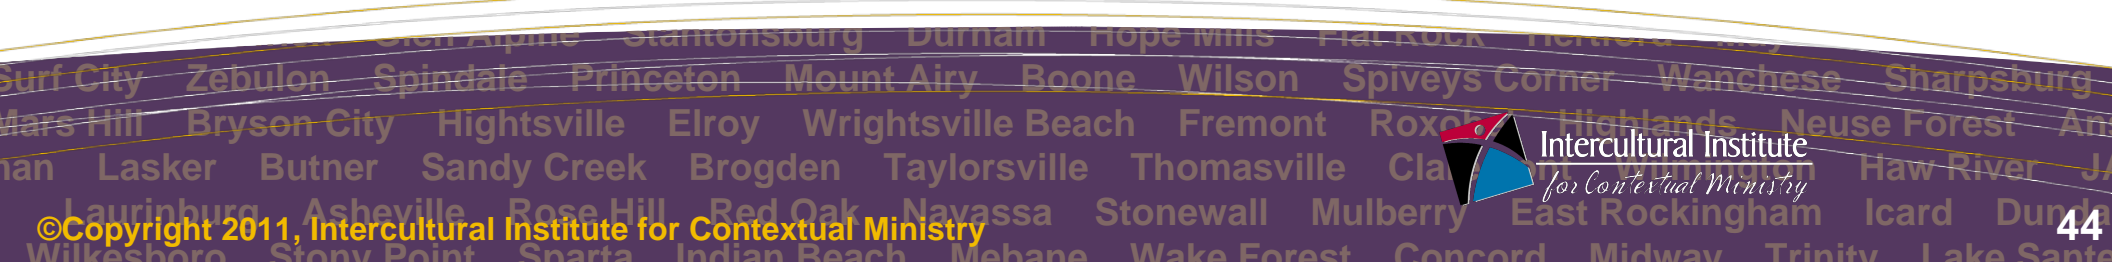 Glen Alpine Stantonsburg Durham Hope Mills Flat Rock Hertford
Surf City Zebulon Spindale Princeton Mount Airy Boone Wilson Spiveys Corner Wanchese Sharpsburg
Mars Hill Bryson City Hightsville Elroy Wrightsville Beach Fremont Highlands Neuse Forest
Lasker Butner Sandy Creek Brogden Taylorsville Thomasville Haw River
Intercultural Institute
for Contextual Ministry
Laurinburg Asheville Rose Hill Red Oak Navassa Stonewall Mulberry East Rockingham Icard
©Copyright 2011, Intercultural Institute for Contextual Ministry
44
Wilkesboro Stony Point Sparta Indian Beach Mebane Wake Forest Concord Midway Trinity Lake